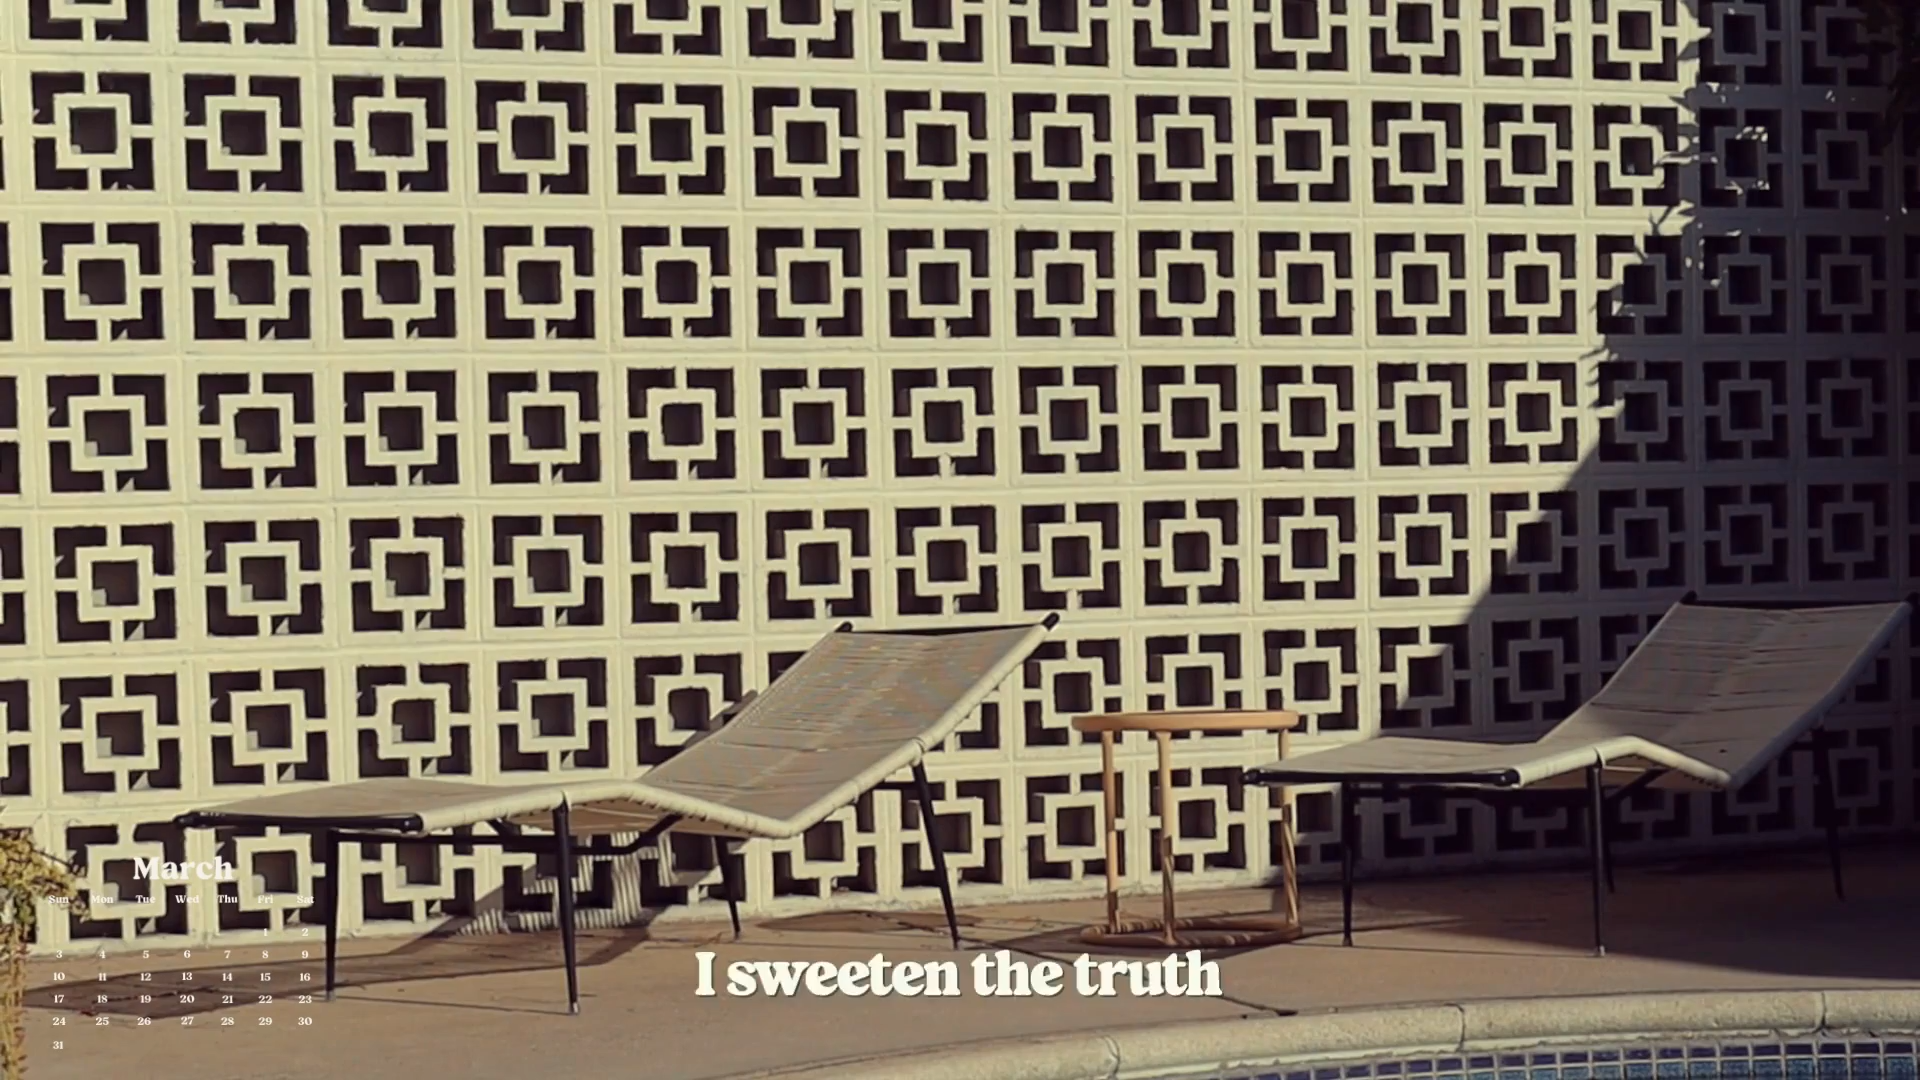 March
Sun Mon Tue Wed Thu Fri Sat
1 2
3 4 5 6 7 8 9
10 11 12 13 14 15 16
17 18 19 20 21 22 23
24 25 26 27 28 29 30
31
I sweeten the truth